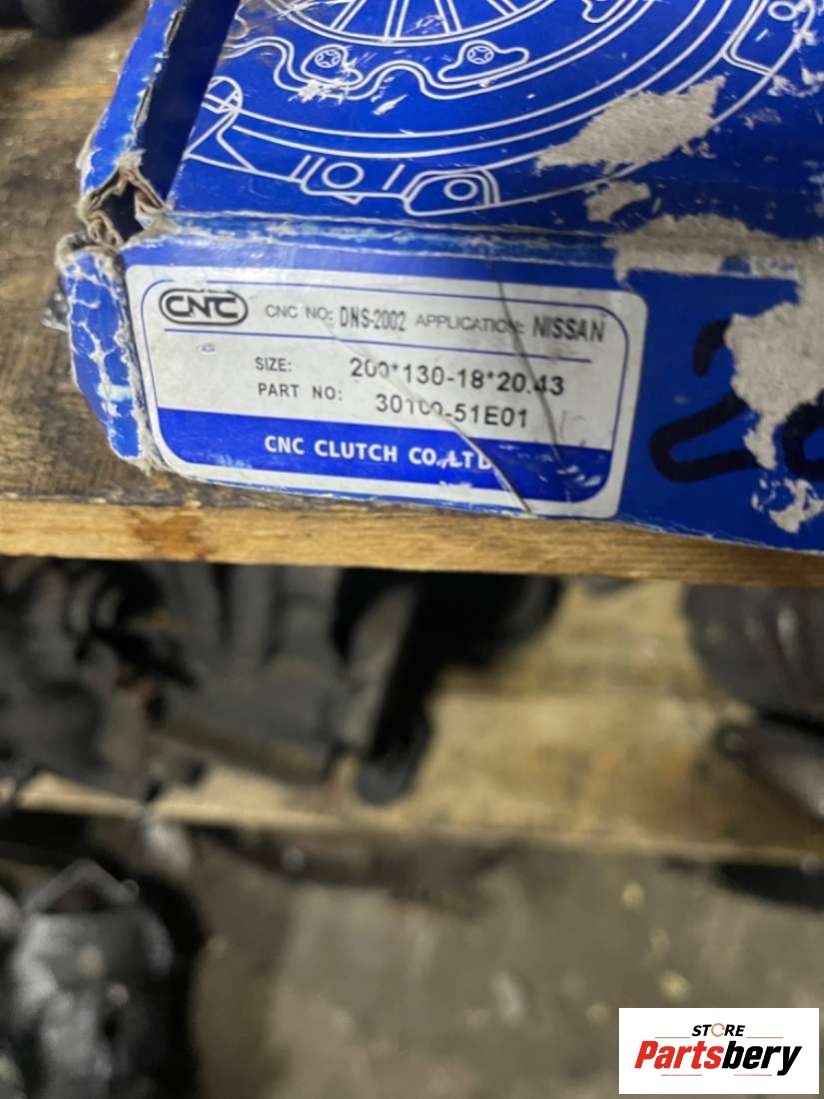 CNC CNC NO: DNS-2002 APPLICATION: NISSAN
SIZE: 200*130-18*20.43
PART NO: 30100-51E01
CNC CLUTCH CO.,LTD
STORE
Partsbery